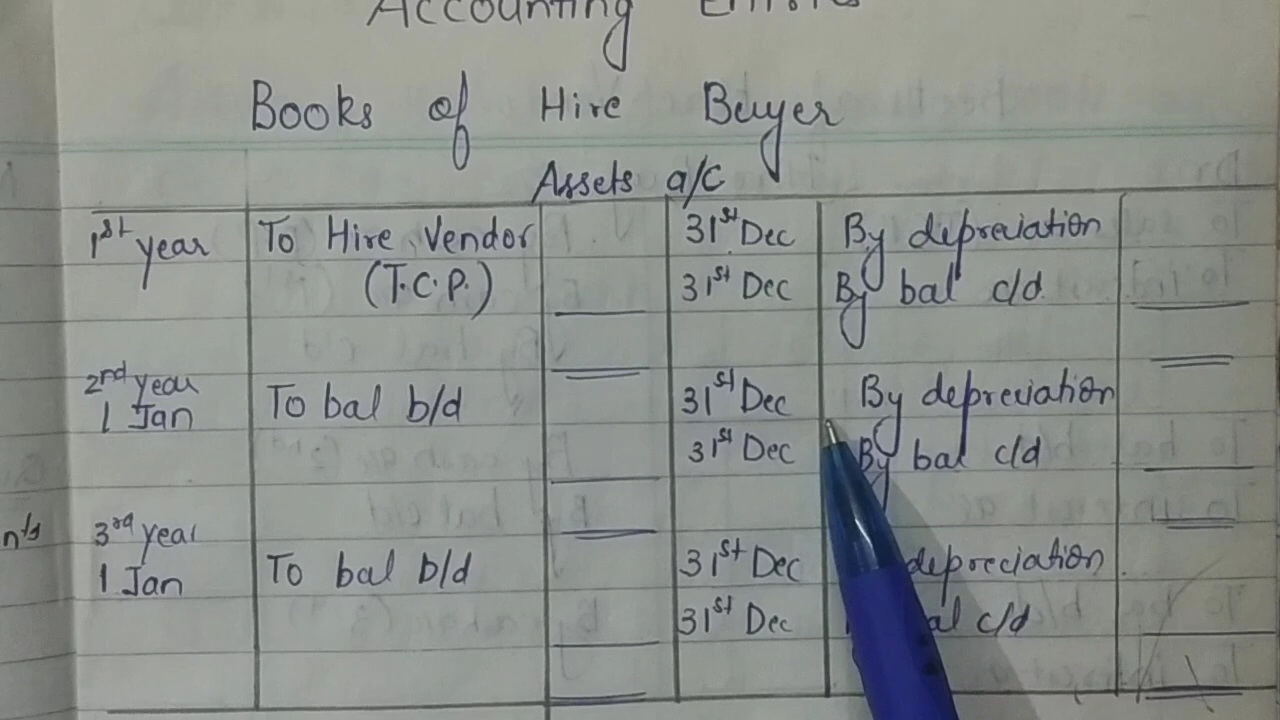 Accounting
Books of Hire Buyer
Assets a/c
1st year To Hire Vendor 31st Dec By depreciation
(T.C.P.) 31st Dec By bal c/d
2nd year
1 Jan To bal b/d 31st Dec By depreciation
31st Dec By bal c/d
n's 3rd year
1 Jan To bal b/d 31st Dec depreciation
31st Dec al c/d